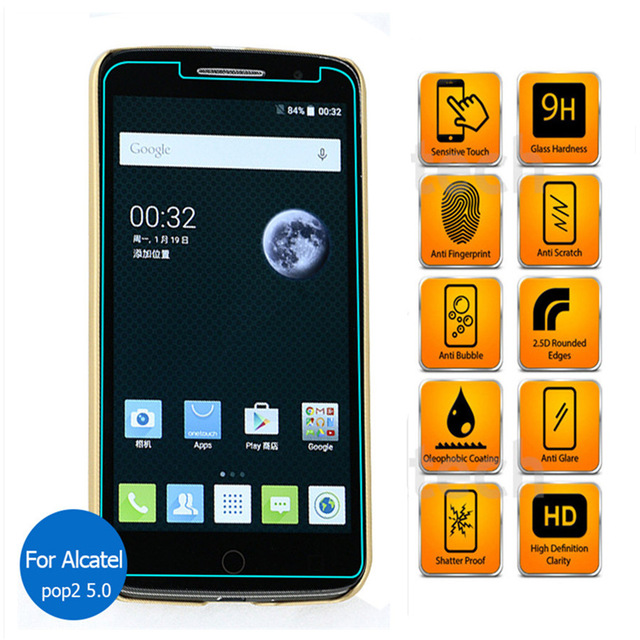 84% 00:32
Google
00:32
周一, 1月19日
添加位置
相机
Apps
Play 商店
Google
onetouch
For Alcatel
pop2 5.0
Sensitive Touch
9H
Glass Hardness
Anti Fingerprint
Anti Scratch
Anti Bubble
2.5D Rounded
Edges
Oleophobic Coating
Anti Glare
Shatter Proof
HD
High Definition
Clarity
tech
tech